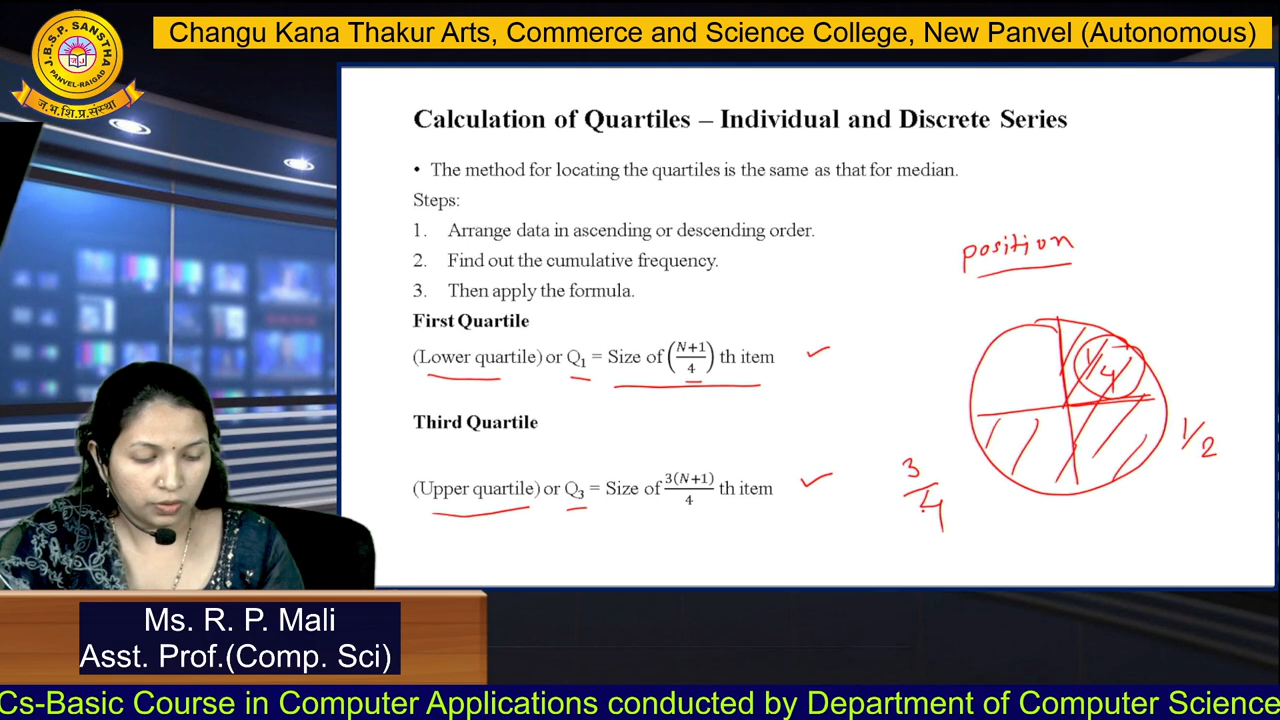 J.B.S.P. SANSTHA
PANVEL-RAIGAD
ज.भ.शि.प्र.संस्था
Changu Kana Thakur Arts, Commerce and Science College, New Panvel (Autonomous)
Calculation of Quartiles – Individual and Discrete Series
• The method for locating the quartiles is the same as that for median.
Steps:
1. Arrange data in ascending or descending order.
2. Find out the cumulative frequency.
3. Then apply the formula.
position
First Quartile
(Lower quartile) or Q₁ = Size of (N+1/4) th item
1/4
1/2
Third Quartile
(Upper quartile) or Q₃ = Size of 3(N+1)/4 th item
3/4
Ms. R. P. Mali
Asst. Prof.(Comp. Sci)
Cs-Basic Course in Computer Applications conducted by Department of Computer Science